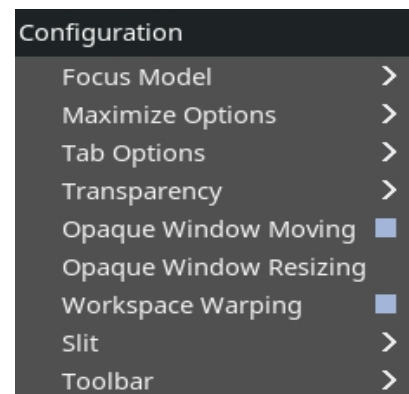 Configuration
Focus Model
Maximize Options
Tab Options
Transparency
Opaque Window Moving
Opaque Window Resizing
Workspace Warping
Slit
Toolbar